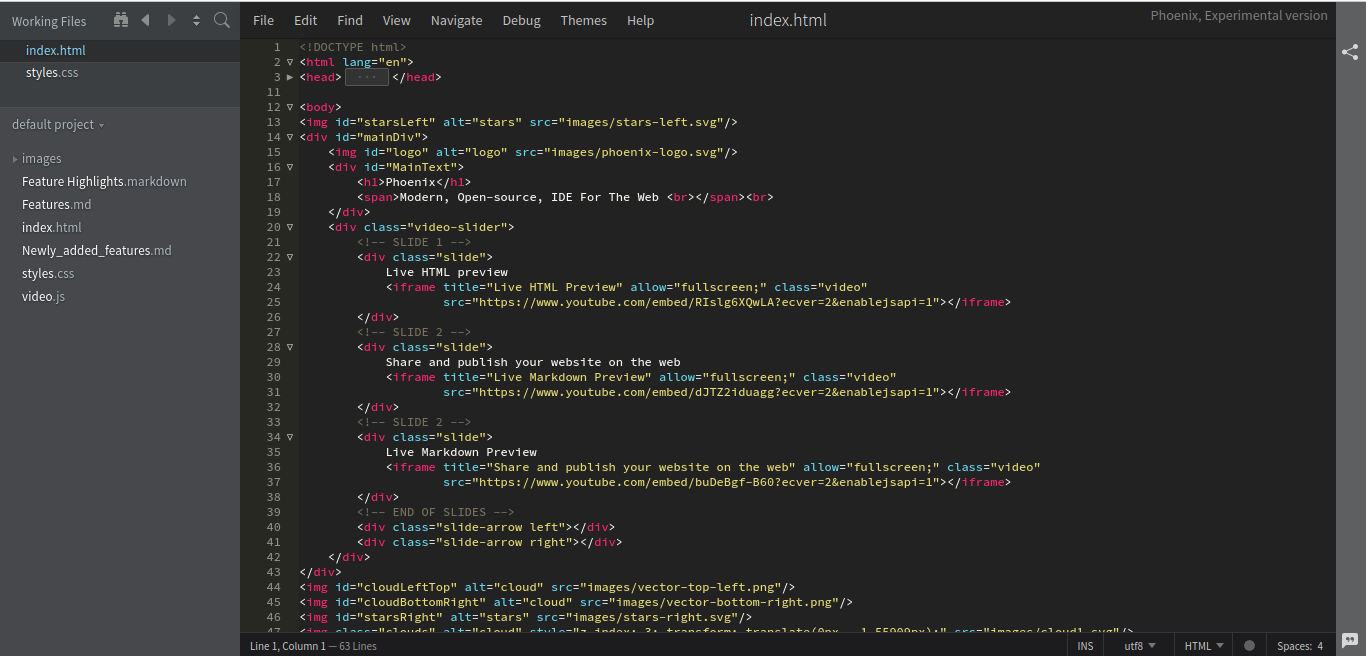 Working Files
index.html
styles.css
default project
images
Feature Highlights.markdown
Features.md
index.html
Newly_added_features.md
styles.css
video.js
File Edit Find View Navigate Debug Themes Help
index.html
Phoenix, Experimental version
1 <!DOCTYPE html>
2 <html lang="en">
3 <head> ... </head>
11
12 <body>
13 <img id="starsLeft" alt="stars" src="images/stars-left.svg"/>
14 <div id="mainDiv">
15     <img id="logo" alt="logo" src="images/phoenix-logo.svg"/>
16     <div id="MainText">
17         <h1>Phoenix</h1>
18         <span>Modern, Open-source, IDE For The Web <br></span><br>
19     </div>
20     <div class="video-slider">
21         <!-- SLIDE 1 -->
22         <div class="slide">
23             Live HTML preview
24             <iframe title="Live HTML Preview" allow="fullscreen;" class="video"
25                     src="https://www.youtube.com/embed/RIslg6XQwLA?ecver=2&enablejsapi=1"></iframe>
26         </div>
27         <!-- SLIDE 2 -->
28         <div class="slide">
29             Share and publish your website on the web
30             <iframe title="Live Markdown Preview" allow="fullscreen;" class="video"
31                     src="https://www.youtube.com/embed/dJTZ2iduagg?ecver=2&enablejsapi=1"></iframe>
32         </div>
33         <!-- SLIDE 2 -->
34         <div class="slide">
35             Live Markdown Preview
36             <iframe title="Share and publish your website on the web" allow="fullscreen;" class="video"
37                     src="https://www.youtube.com/embed/buDeBgf-B60?ecver=2&enablejsapi=1"></iframe>
38         </div>
39         <!-- END OF SLIDES -->
40         <div class="slide-arrow left"></div>
41         <div class="slide-arrow right"></div>
42     </div>
43 </div>
44 <img id="cloudLeftTop" alt="cloud" src="images/vector-top-left.png"/>
45 <img id="cloudBottomRight" alt="cloud" src="images/vector-bottom-right.png"/>
46 <img id="starsRight" alt="stars" src="images/stars-right.svg"/>
47 <img class="clouds" alt="cloud" style="z-index: 3; transform: translate(0px, src="images/cloud1.svg"/>
Line 1, Column 1 — 63 Lines
INS utf8 HTML Spaces: 4